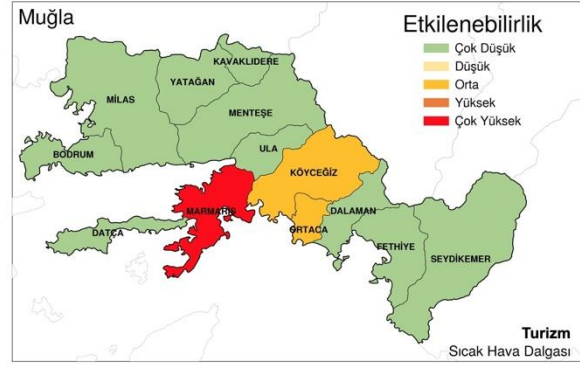 Muğla
Etkilenebilirlik
Çok Düşük
Düşük
Orta
Yüksek
Çok Yüksek
KAVAKLIDERE
YATAĞAN
MİLAS
MENTEŞE
BODRUM
ULA
KÖYCEĞİZ
MARMARİS
DALAMAN
DATÇA
ORTACA
FETHİYE
SEYDİKEMER
Turizm
Sıcak Hava Dalgası